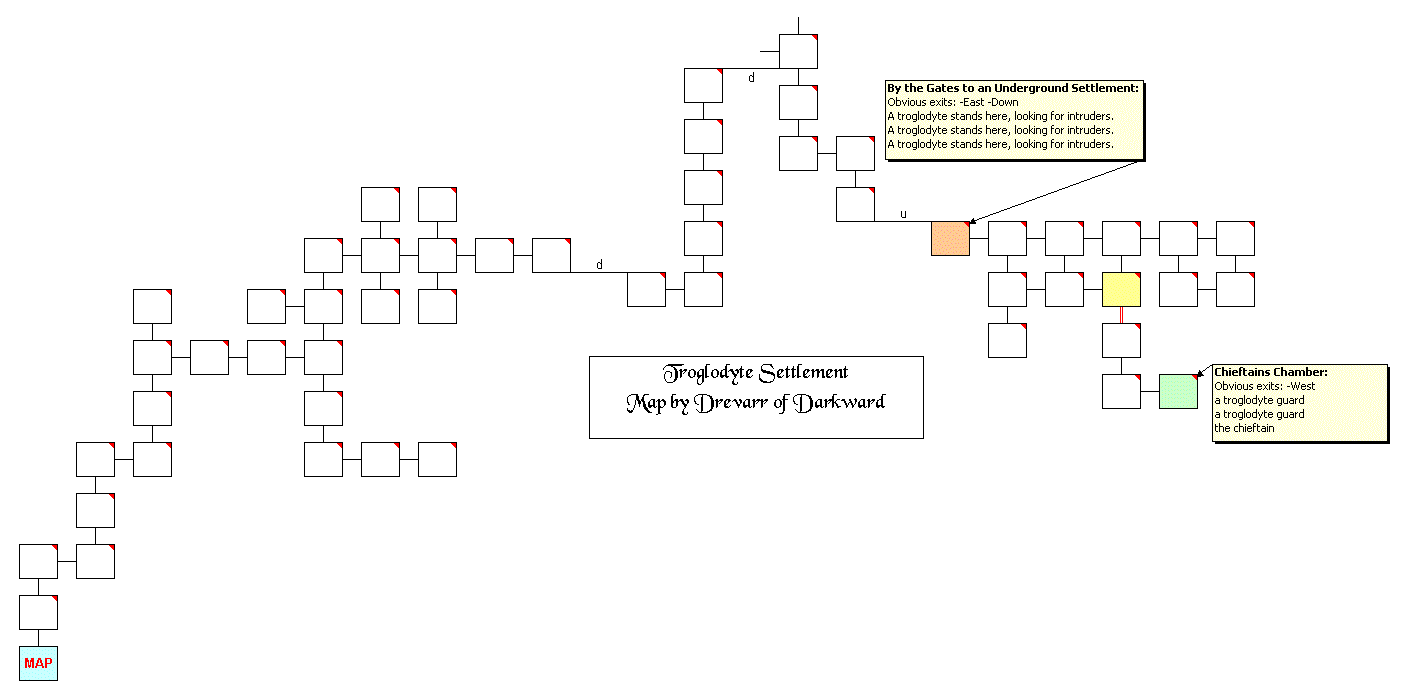 d
By the Gates to an Underground Settlement:
Obvious exits: -East -Down
A troglodyte stands here, looking for intruders.
A troglodyte stands here, looking for intruders.
A troglodyte stands here, looking for intruders.
u
d
Troglodyte Settlement
Map by Drevarr of Darkward
Chieftains Chamber:
Obvious exits: -West
a troglodyte guard
a troglodyte guard
the chieftain
MAP